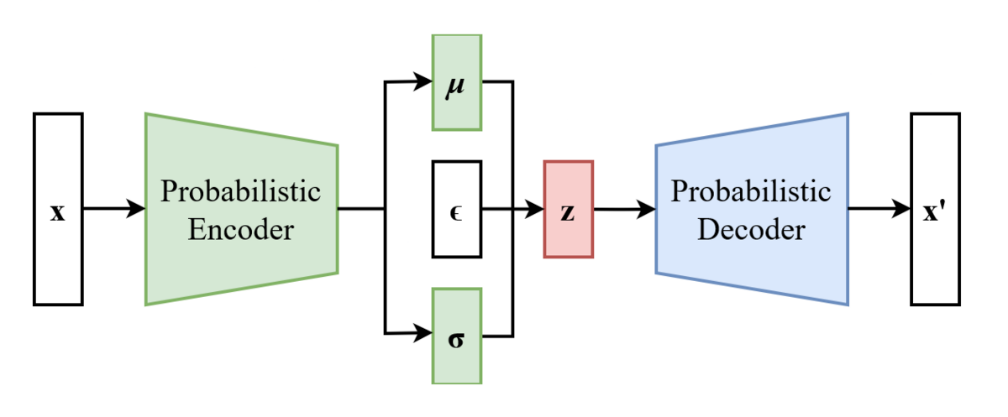 x
Probabilistic
Encoder
μ
ϵ
σ
z
Probabilistic
Decoder
x'